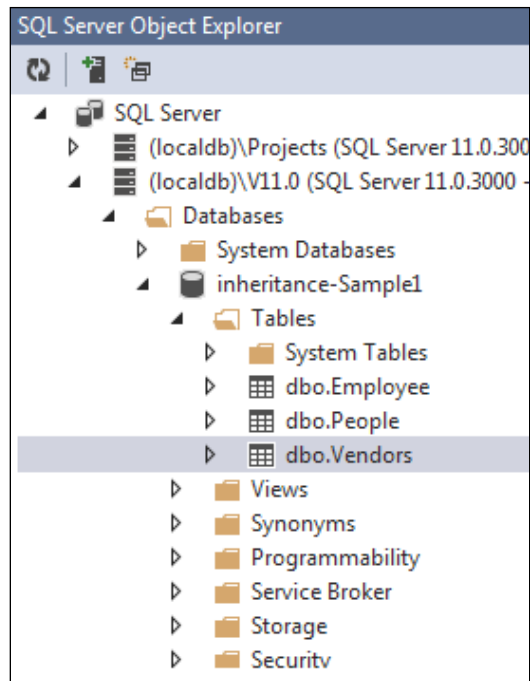 SQL Server Object Explorer
SQL Server
(localdb)\Projects (SQL Server 11.0.300
(localdb)\V11.0 (SQL Server 11.0.3000 -
Databases
System Databases
inheritance-Sample1
Tables
System Tables
dbo.Employee
dbo.People
dbo.Vendors
Views
Synonyms
Programmability
Service Broker
Storage
Security